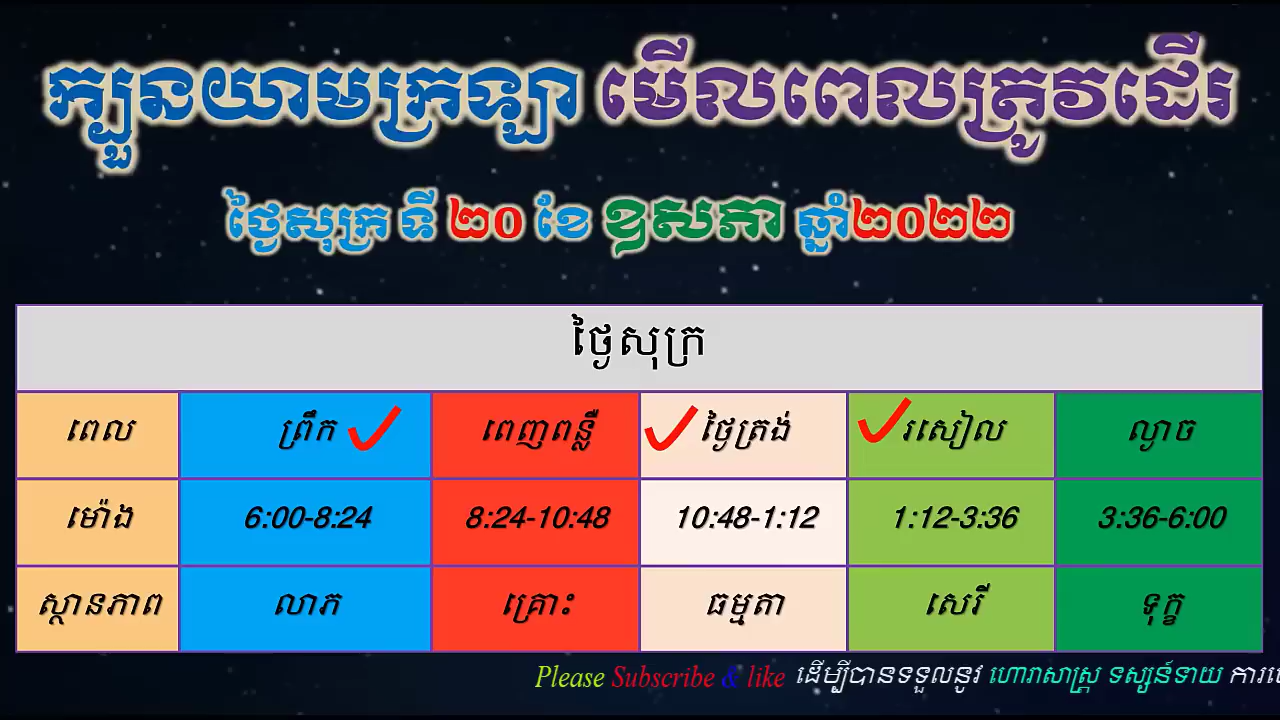 ក្បួនយាមក្រឡា មើលពេលត្រូវដើរ
ថ្ងៃសុក្រ ទី ២០ ខែ ឧសភា ឆ្នាំ២០២២
ថ្ងៃសុក្រ
ពេល ព្រឹក ពេញពន្លឺ ថ្ងៃត្រង់ រសៀល ល្ងាច
ម៉ោង 6:00-8:24 8:24-10:48 10:48-1:12 1:12-3:36 3:36-6:00
ស្ថានភាព លាភ គ្រោះ ធម្មតា សេរី ទុក្ខ
Please Subscribe & like ដើម្បីបានទទួលនូវ ហោរាសាស្ត្រ ទស្សន៍ទាយ